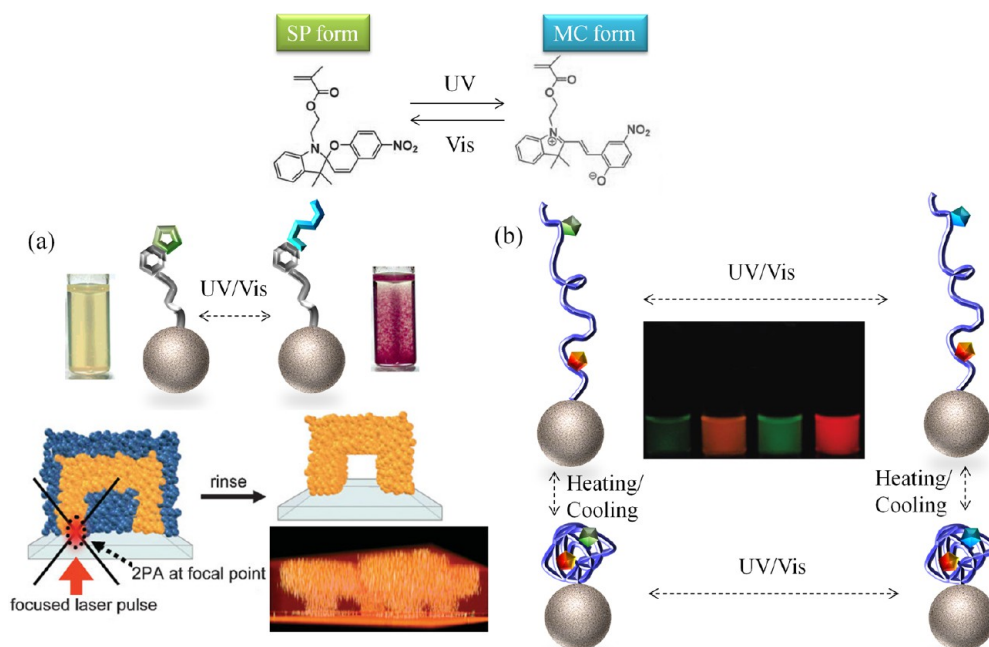 SP form
MC form
UV
Vis
O
O
N
O
NO₂
O
O
N
⊕
NO₂
⊖
O
(a)
UV/Vis
(b)
UV/Vis
rinse
2PA at focal point
focused laser pulse
Heating/
Cooling
Heating/
Cooling
UV/Vis